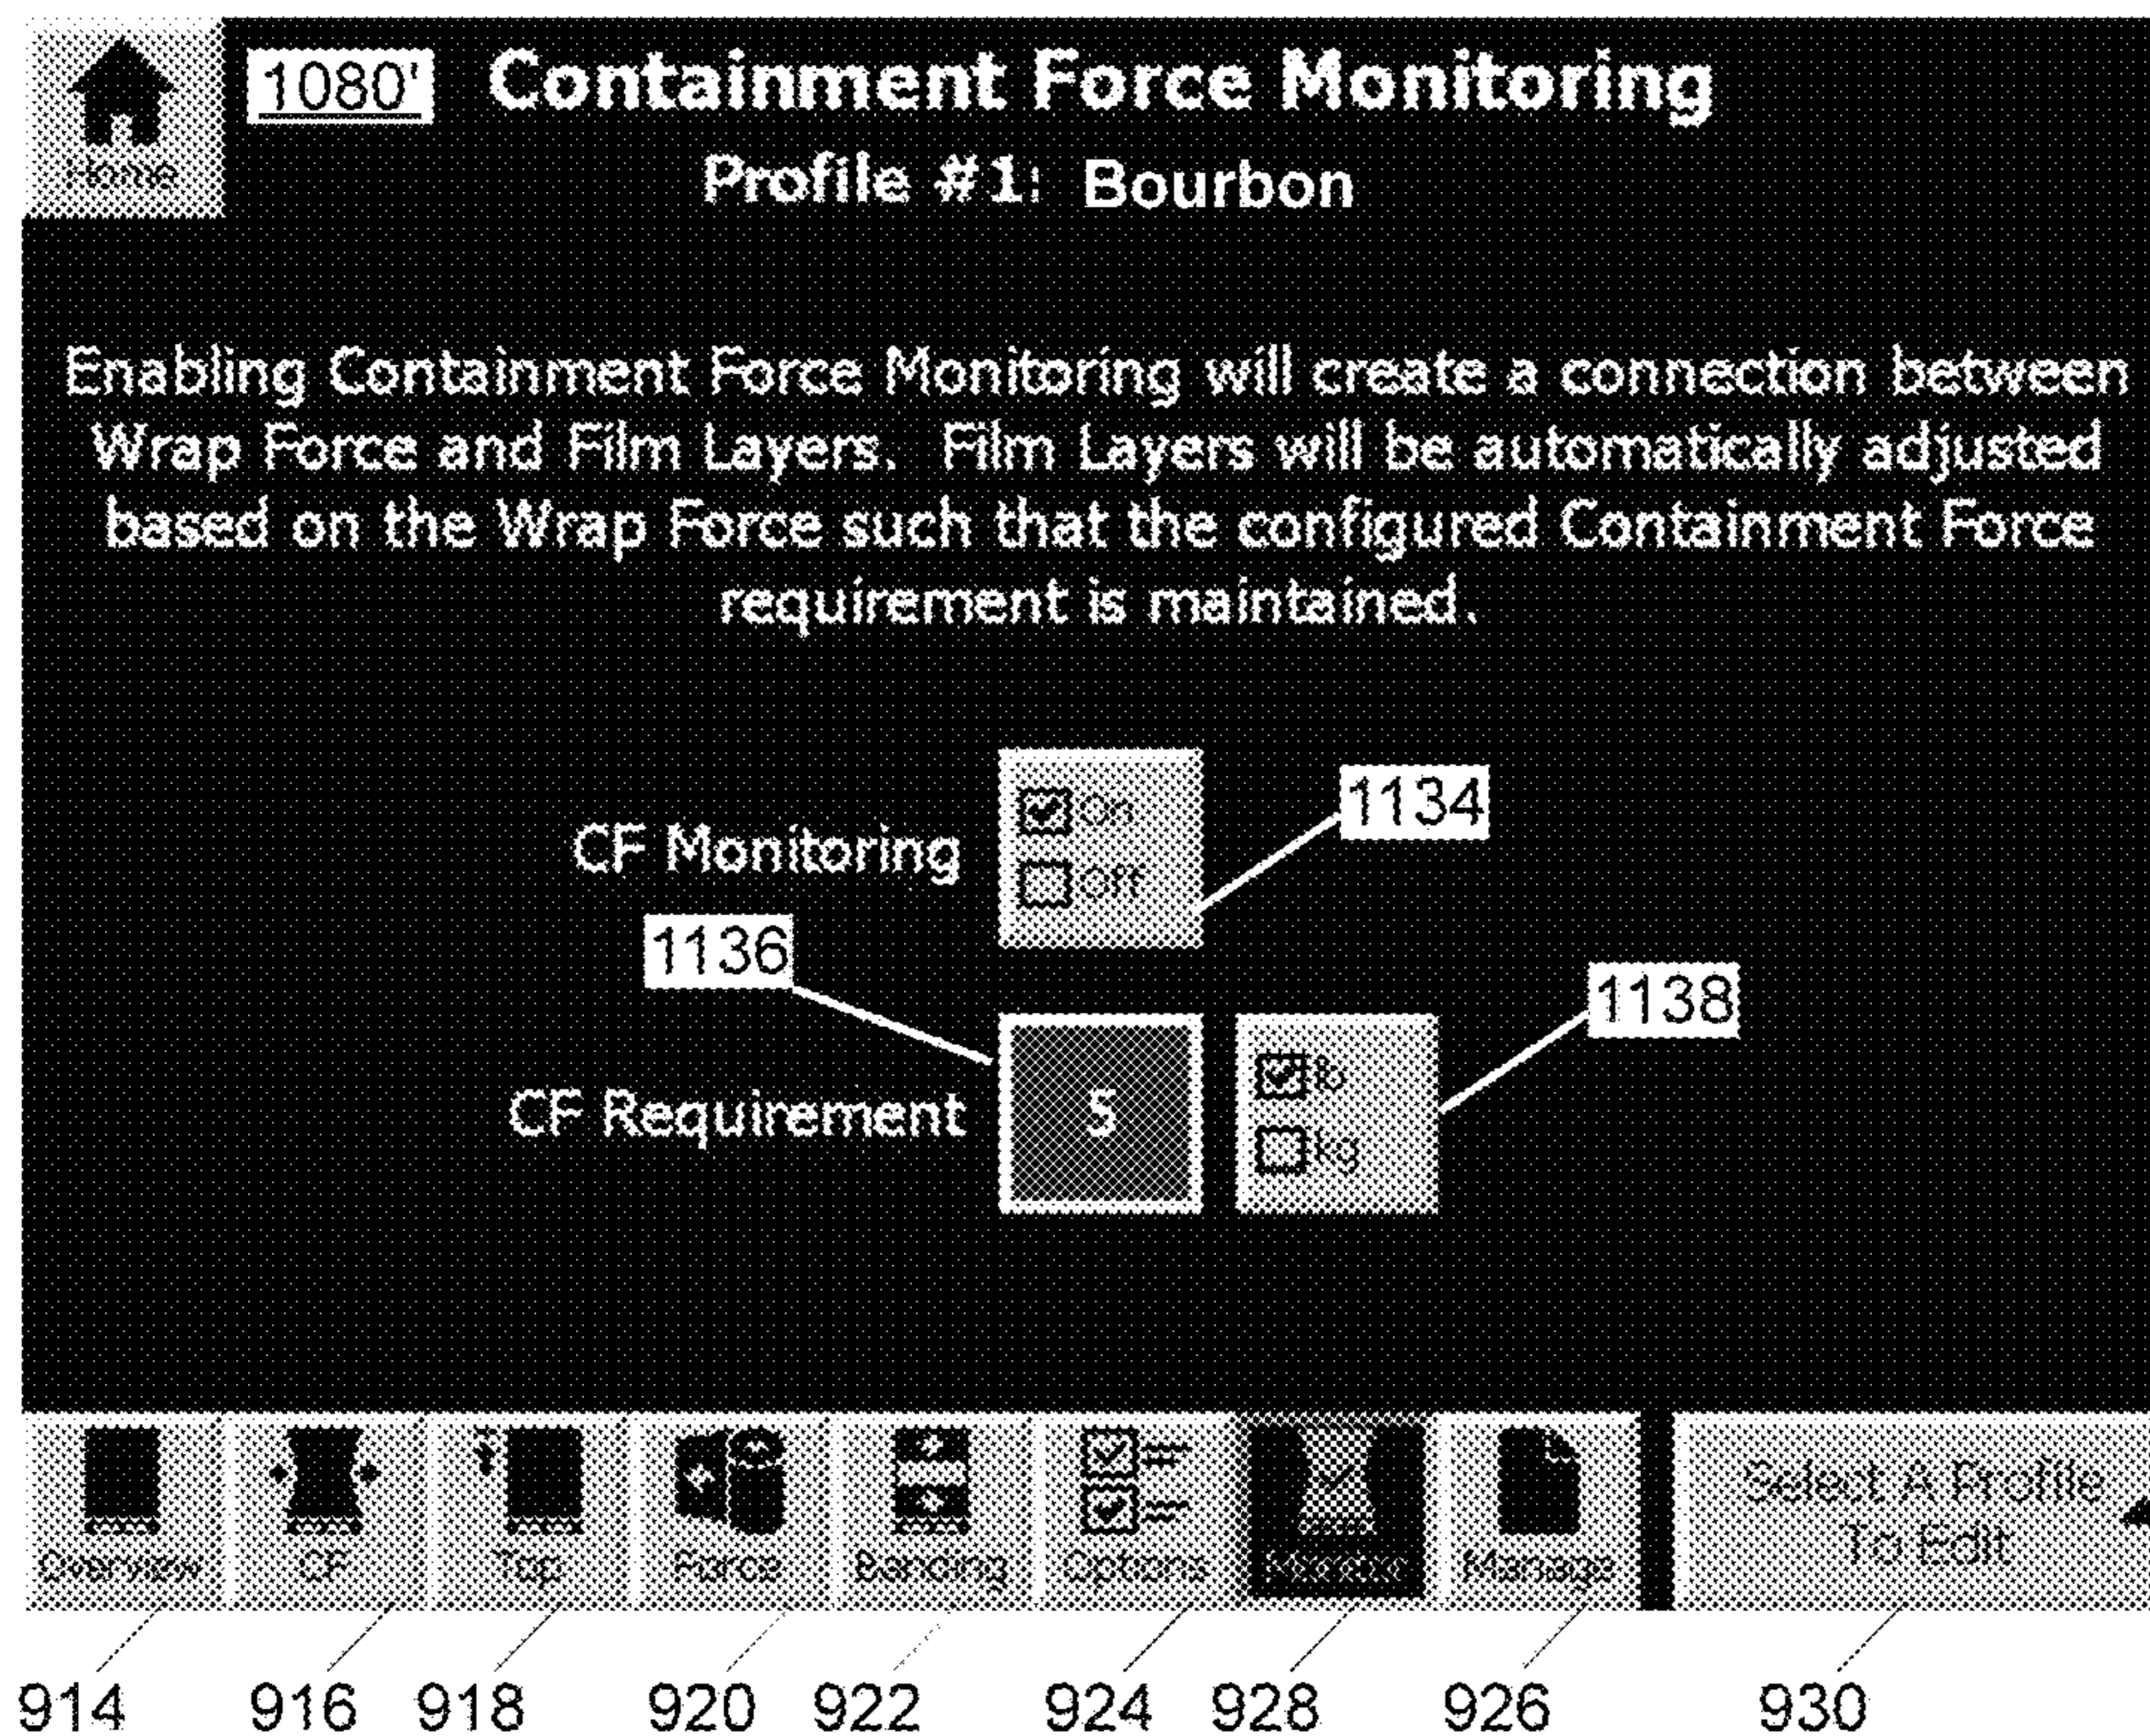 Home
1080'
Containment Force Monitoring
Profile #1: Bourbon
Enabling Containment Force Monitoring will create a connection between
Wrap Force and Film Layers. Film Layers will be automatically adjusted
based on the Wrap Force such that the configured Containment Force
requirement is maintained.
CF Monitoring
On
Off
1134
1136
1138
CF Requirement
5
lb
kg
Overview
CF
Top
Force
Banding
Options
Monitor
Manage
Select A Profile
To Edit
914 916 918 920 922 924 928 926 930